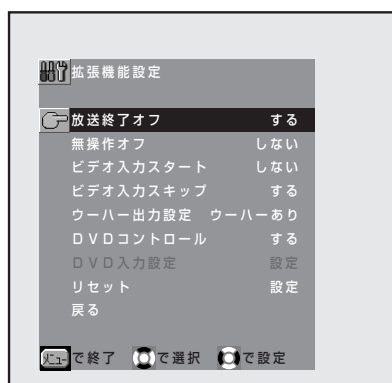 拡張機能設定
放送終了オフ する
無操作オフ しない
ビデオ入力スタート しない
ビデオ入力スキップ する
ウーハー出力設定 ウーハーあり
DVDコントロール する
DVD入力設定 設定
リセット 設定
戻る
メニューで終了 で選択 で設定